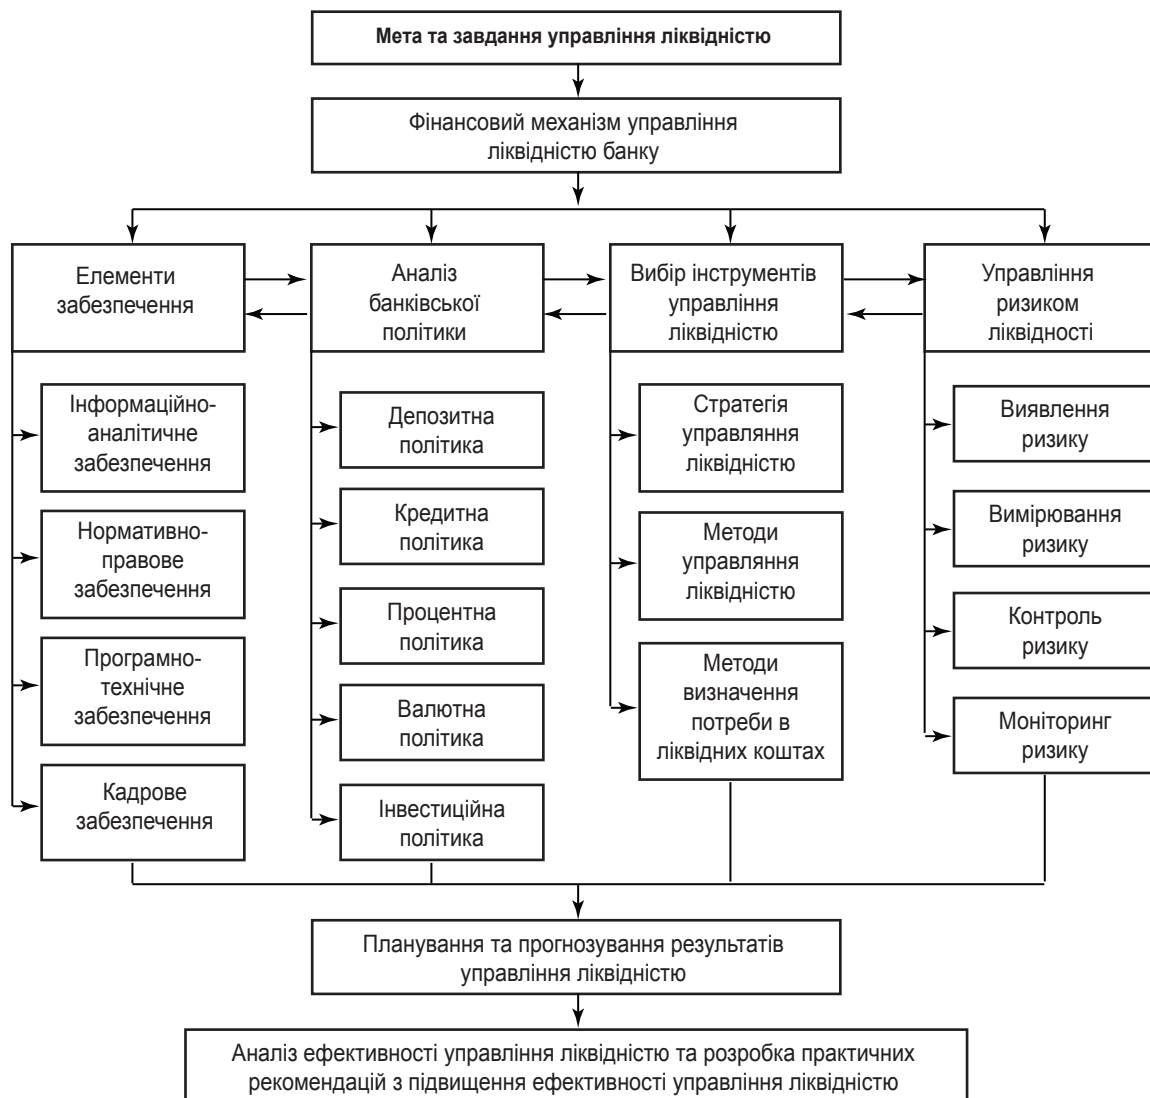 Мета та завдання управління ліквідністю
Фінансовий механізм управління
ліквідністю банку
Елементи
забезпечення
Аналіз
банківської
політики
Вибір інструментів
управління
ліквідністю
Управління
ризиком
ліквідності
Інформаційно-
аналітичне
забезпечення
Нормативно-
правове
забезпечення
Програмно-
технічне
забезпечення
Кадрове
забезпечення
Депозитна
політика
Кредитна
політика
Процентна
політика
Валютна
політика
Інвестиційна
політика
Стратегія
управляння
ліквідністю
Методи
управляння
ліквідністю
Методи
визначення
потреби в
ліквідних коштах
Виявлення
ризику
Вимірювання
ризику
Контроль
ризику
Моніторинг
ризику
Планування та прогнозування результатів
управління ліквідністю
Аналіз ефективності управління ліквідністю та розробка практичних
рекомендацій з підвищення ефективності управління ліквідністю